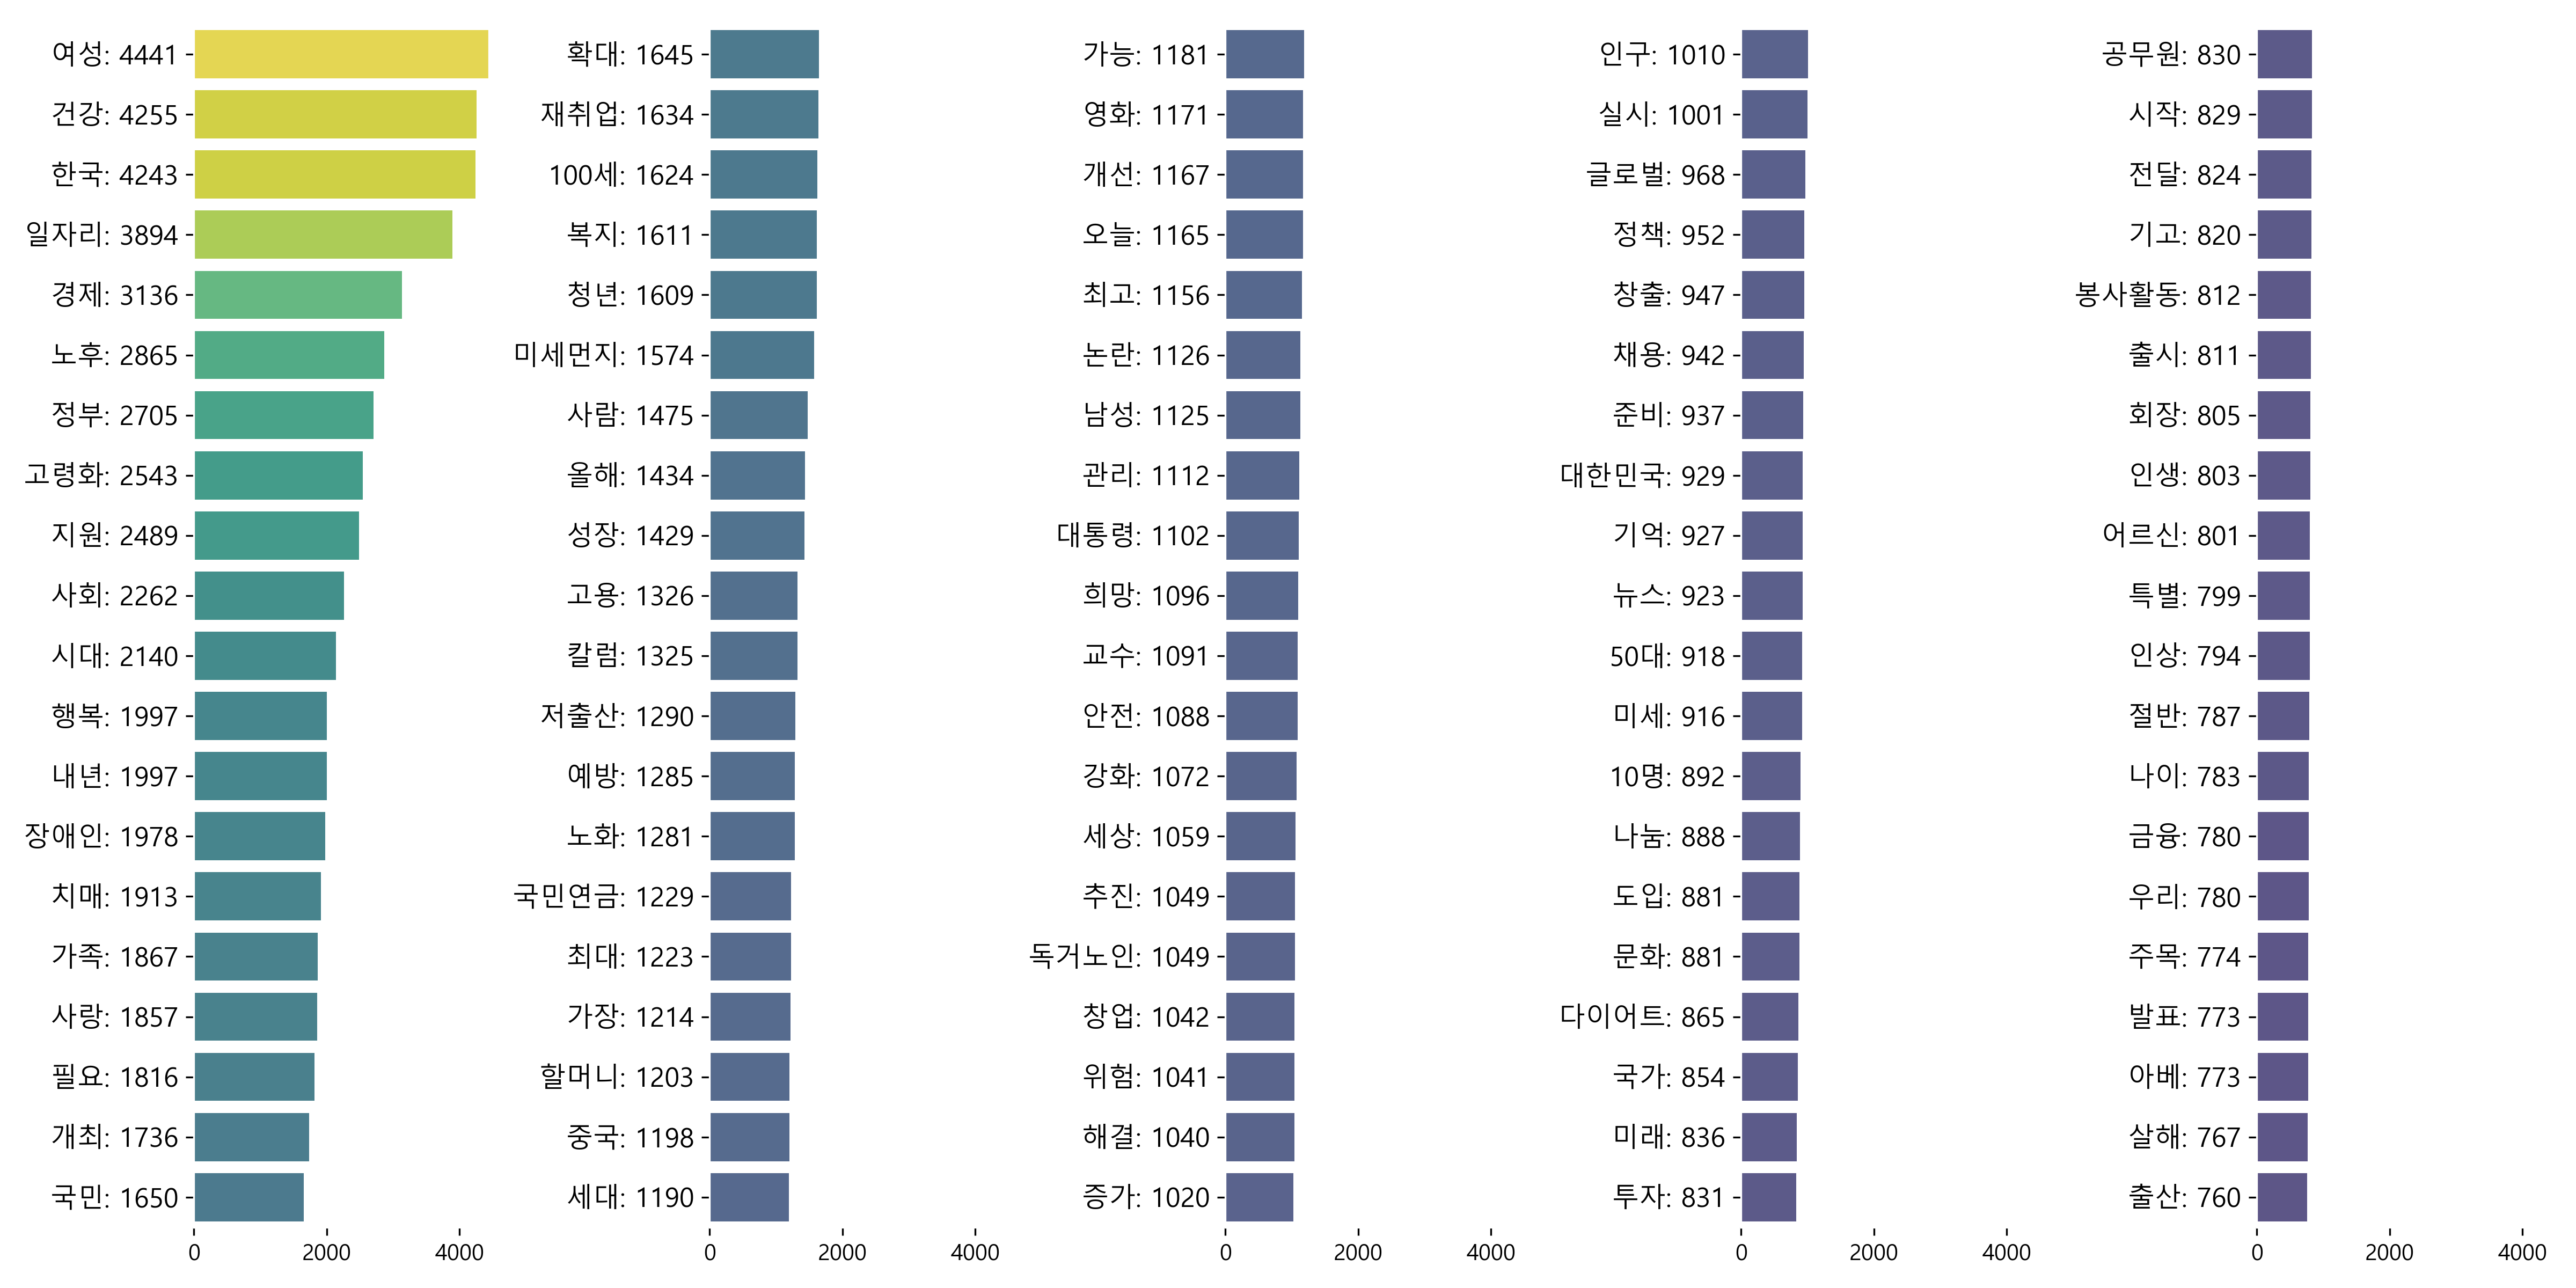 여성: 4441
건강: 4255
한국: 4243
일자리: 3894
경제: 3136
노후: 2865
정부: 2705
고령화: 2543
지원: 2489
사회: 2262
시대: 2140
행복: 1997
내년: 1997
장애인: 1978
치매: 1913
가족: 1867
사랑: 1857
필요: 1816
개최: 1736
국민: 1650
0 2000 4000
확대: 1645
재취업: 1634
100세: 1624
복지: 1611
청년: 1609
미세먼지: 1574
사람: 1475
올해: 1434
성장: 1429
고용: 1326
칼럼: 1325
저출산: 1290
예방: 1285
노화: 1281
국민연금: 1229
최대: 1223
가장: 1214
할머니: 1203
중국: 1198
세대: 1190
0 2000 4000
가능: 1181
영화: 1171
개선: 1167
오늘: 1165
최고: 1156
논란: 1126
남성: 1125
관리: 1112
대통령: 1102
희망: 1096
교수: 1091
안전: 1088
강화: 1072
세상: 1059
추진: 1049
독거노인: 1049
창업: 1042
위험: 1041
해결: 1040
증가: 1020
0 2000 4000
인구: 1010
실시: 1001
글로벌: 968
정책: 952
창출: 947
채용: 942
준비: 937
대한민국: 929
기억: 927
뉴스: 923
50대: 918
미세: 916
10명: 892
나눔: 888
도입: 881
문화: 881
다이어트: 865
국가: 854
미래: 836
투자: 831
0 2000 4000
공무원: 830
시작: 829
전달: 824
기고: 820
봉사활동: 812
출시: 811
회장: 805
인생: 803
어르신: 801
특별: 799
인상: 794
절반: 787
나이: 783
금융: 780
우리: 780
주목: 774
발표: 773
아베: 773
살해: 767
출산: 760
0 2000 4000